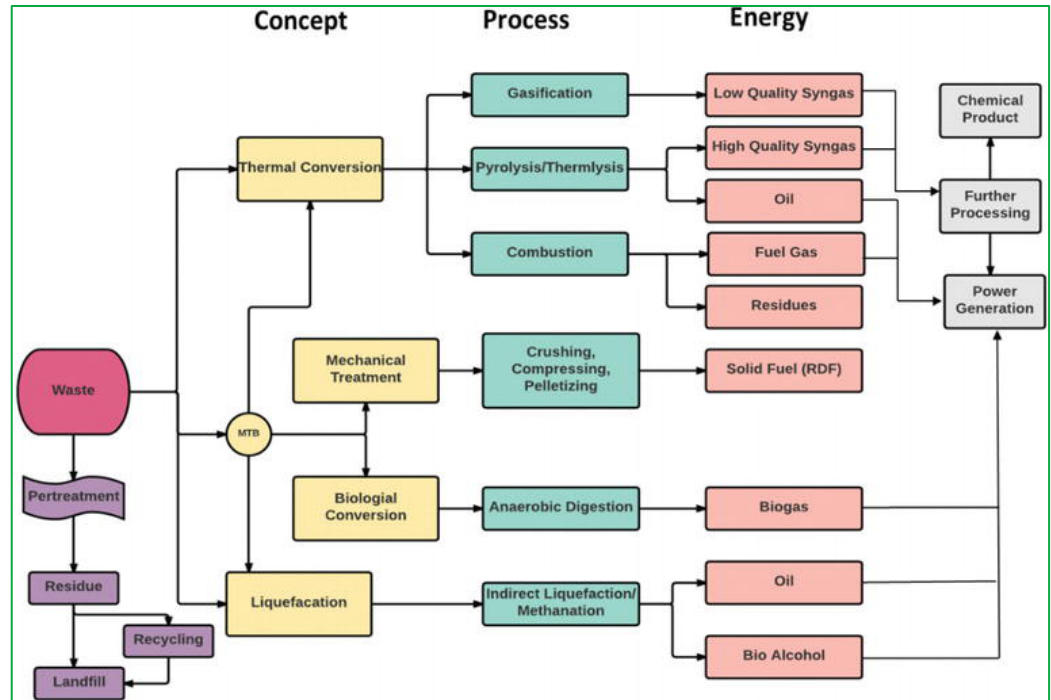 Concept
Process
Energy
Gasification
Low Quality Syngas
Chemical
Product
Thermal Conversion
Pyrolysis/Thermlysis
High Quality Syngas
Oil
Further
Processing
Combustion
Fuel Gas
Residues
Power
Generation
Waste
Mechanical
Treatment
Crushing,
Compressing,
Pelletizing
Solid Fuel (RDF)
MTB
Pertreatment
Biologial
Conversion
Anaerobic Digestion
Biogas
Residue
Liquefacation
Indirect Liquefaction/
Methanation
Oil
Recycling
Bio Alcohol
Landfill